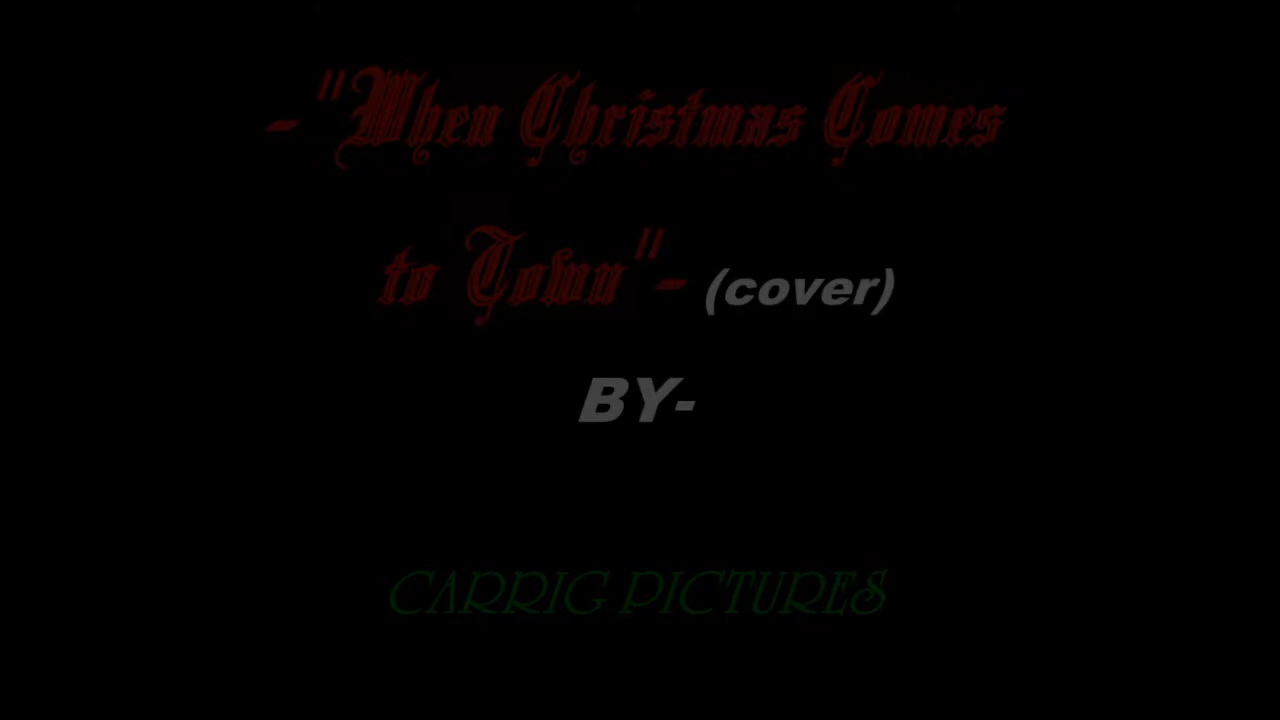 -"When Christmas Comes
to Town"- (cover)
BY-
CARRIG PICTURES